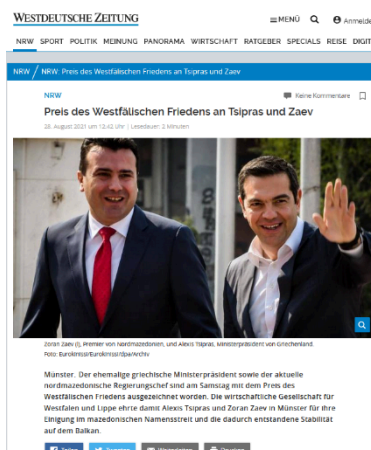 WESTDEUTSCHE ZEITUNG
MENÜ
Anmelde
NRW SPORT POLITIK MEINUNG PANORAMA WIRTSCHAFT RATGEBER SPECIALS REISE DIGIT
NRW / NRW: Preis des Westfälischen Friedens an Tsipras und Zaev
NRW
Keine Kommentare
Preis des Westfälischen Friedens an Tsipras und Zaev
28. August 2021 um 12:42 Uhr | Lesedauer: 2 Minuten
Zoran Zaev (l), Premier von Nordmazedonien, und Alexis Tsipras, Ministerpräsident von Griechenland.
Foto: Eurokinissi/Eurokinissi/dpa/Archiv
Münster. Der ehemalige griechische Ministerpräsident sowie der aktuelle
nordmazedonische Regierungschef sind am Samstag mit dem Preis des
Westfälischen Friedens ausgezeichnet worden. Die wirtschaftliche Gesellschaft für
Westfalen und Lippe ehrte damit Alexis Tsipras und Zoran Zaev in Münster für ihre
Einigung im mazedonischen Namensstreit und die dadurch entstandene Stabilität
auf dem Balkan.
Teilen